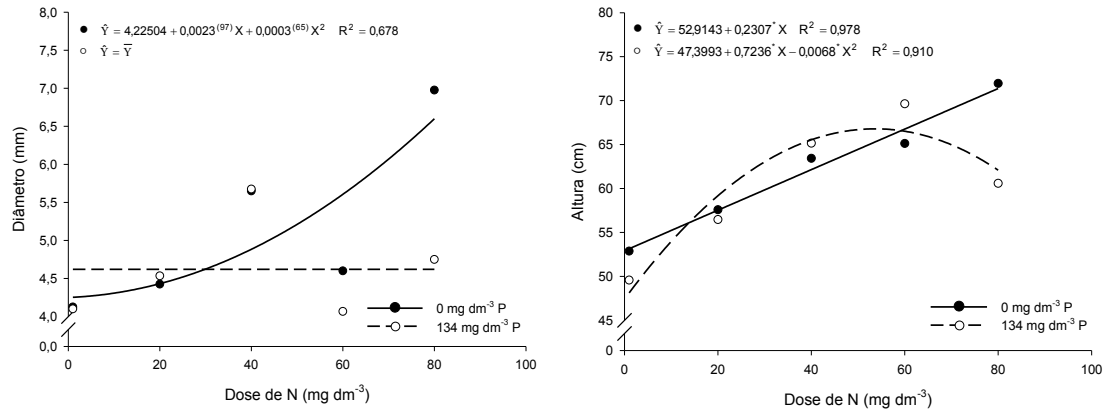 8,0
7,5
7,0
6,5
6,0
5,5
5,0
4,5
4,0
0,0
Diâmetro (mm)
● Ŷ = 4,22504 + 0,0023⁽⁹⁷⁾ X + 0,0003⁽⁶⁵⁾ X² R² = 0,678
○ Ŷ = Y̅
0 mg dm⁻³ P
134 mg dm⁻³ P
0 20 40 60 80 100
Dose de N (mg dm⁻³)
80
75
70
65
60
55
50
45
0
Altura (cm)
● Ŷ = 52,9143 + 0,2307* X R² = 0,978
○ Ŷ = 47,3993 + 0,7236* X − 0,0068* X² R² = 0,910
0 mg dm⁻³ P
134 mg dm⁻³ P
0 20 40 60 80 100
Dose de N (mg dm⁻³)